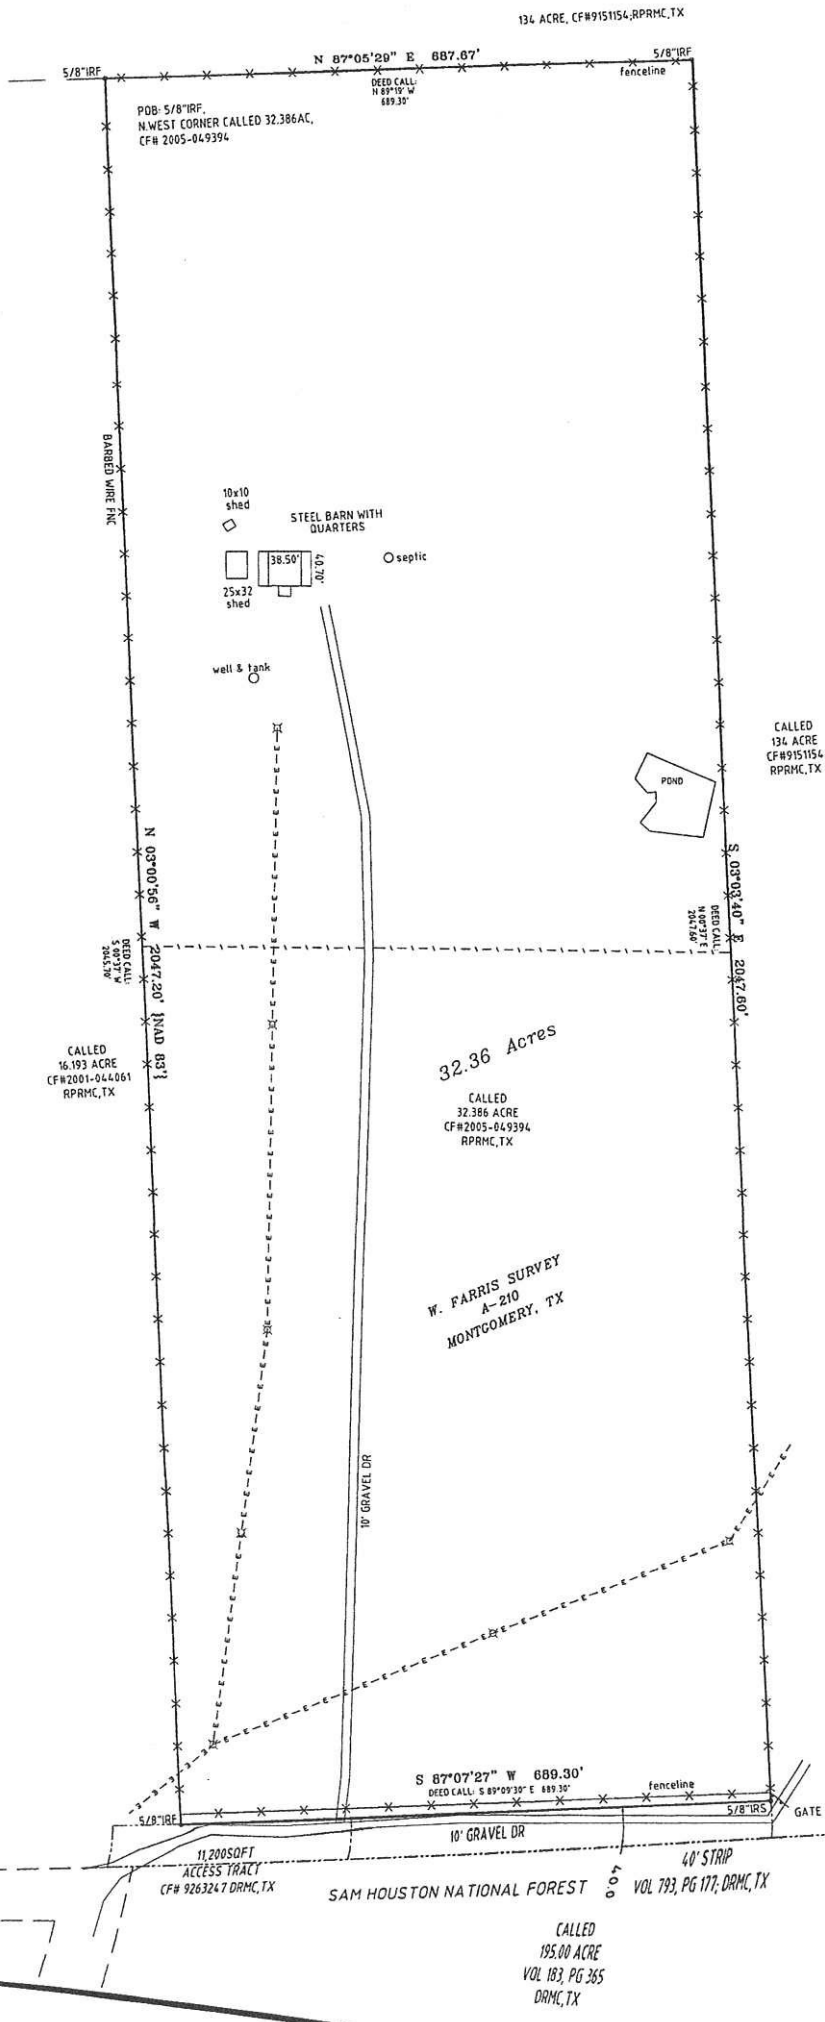 134 ACRE, CF#9151154;RPRMC,TX
N 87°05'29" E 687.67'
5/8"IRF
5/8"IRF
fenceline
DEED CALL:
N 89°19' W
689.30'
POB: 5/8"IRF,
N.WEST CORNER CALLED 32.386AC,
CF# 2005-049394
BARBED WIRE FNC
10x10
shed
STEEL BARN WITH
QUARTERS
38.50'
40.70'
septic
25x32
shed
well & tank
CALLED
134 ACRE
CF#9151154
RPRMC,TX
POND
N 03°00'56" W 2047.20' {NAD 83'}
DEED CALL:
S 00°37' W
2045.70'
S 03°03'40" E 2047.60'
DEED CALL:
N 00°37' E
2047.60'
CALLED
16.193 ACRE
CF#2001-044061
RPRMC,TX
32.36 Acres
CALLED
32.386 ACRE
CF#2005-049394
RPRMC,TX
W. FARRIS SURVEY
A-210
MONTGOMERY, TX
10' GRAVEL DR
S 87°07'27" W 689.30'
DEED CALL: S 89°09'30" E 689.30'
fenceline
5/8"IRF
5/8"IRS
GATE
10' GRAVEL DR
11,200SQFT
ACCESS TRACT
CF# 9263247 DRMC,TX
SAM HOUSTON NATIONAL FOREST
40.0
40' STRIP
VOL 793, PG 177; DRMC,TX
CALLED
195.00 ACRE
VOL 183, PG 365
DRMC,TX